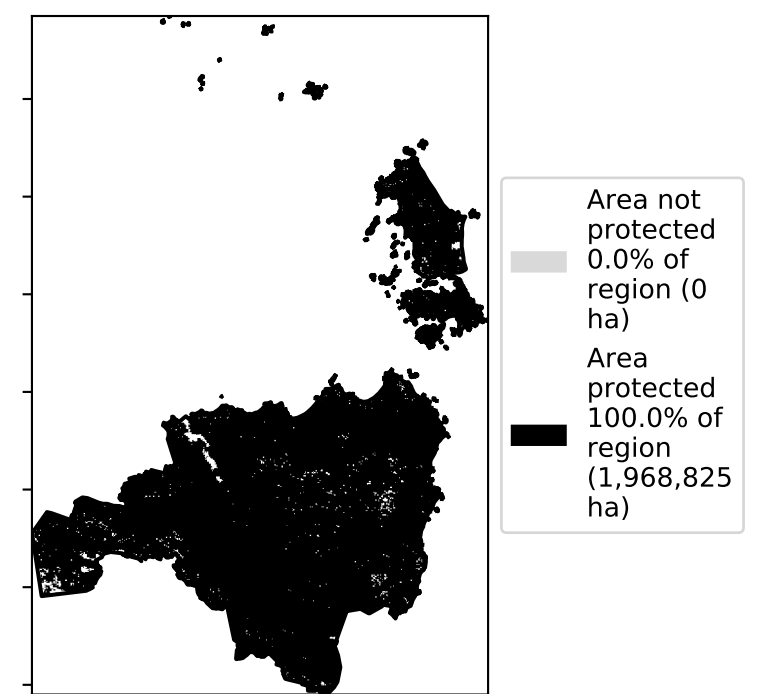 Area not
protected
0.0% of
region (0
ha)
Area
protected
100.0% of
region
(1,968,825
ha)